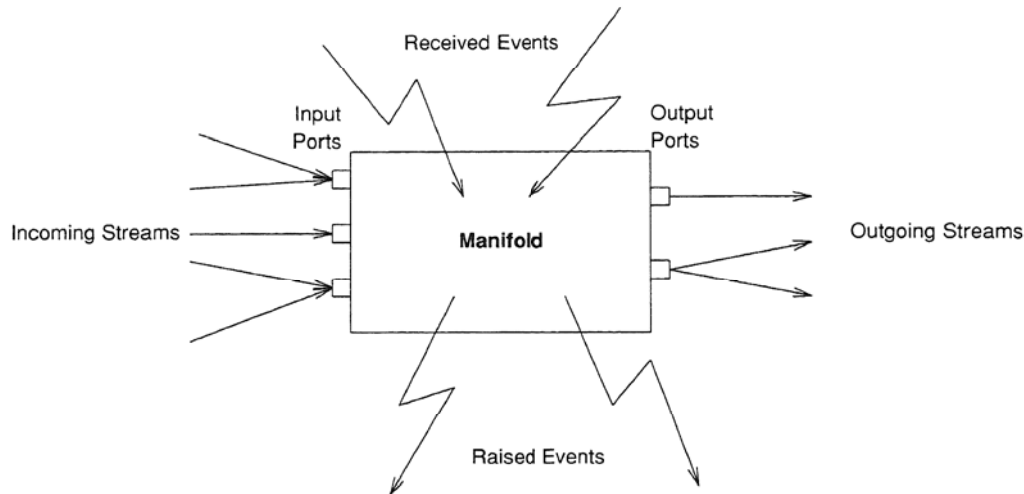 Received Events
Input
Ports
Output
Ports
Incoming Streams
Manifold
Outgoing Streams
Raised Events